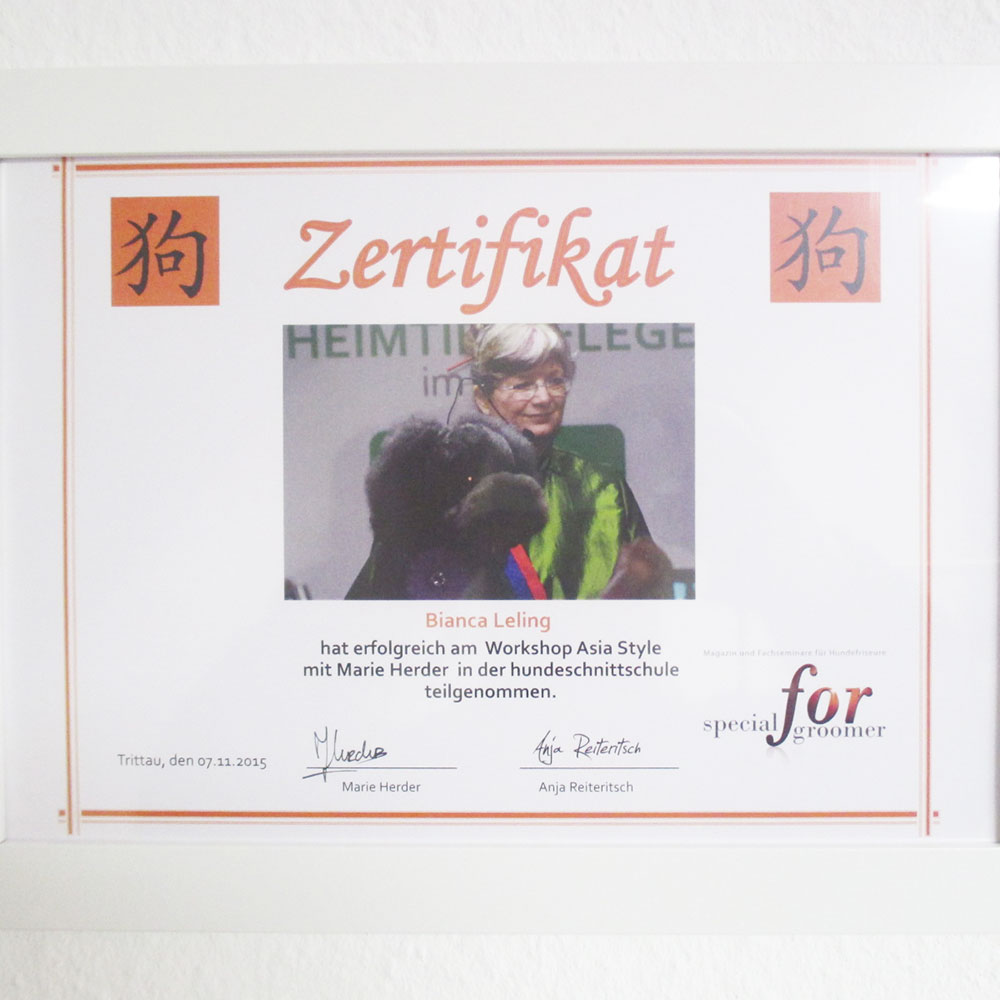 狗
Zertifikat
狗
HEIMTI LEGE
im
Bianca Leling
hat erfolgreich am Workshop Asia Style
mit Marie Herder in der hundeschnittschule
teilgenommen.
Magazin und Fachseminare für Hundefriseure
special for groomer
Trittau, den 07.11.2015
MHerder
Anja Reiteritsch
Marie Herder
Anja Reiteritsch